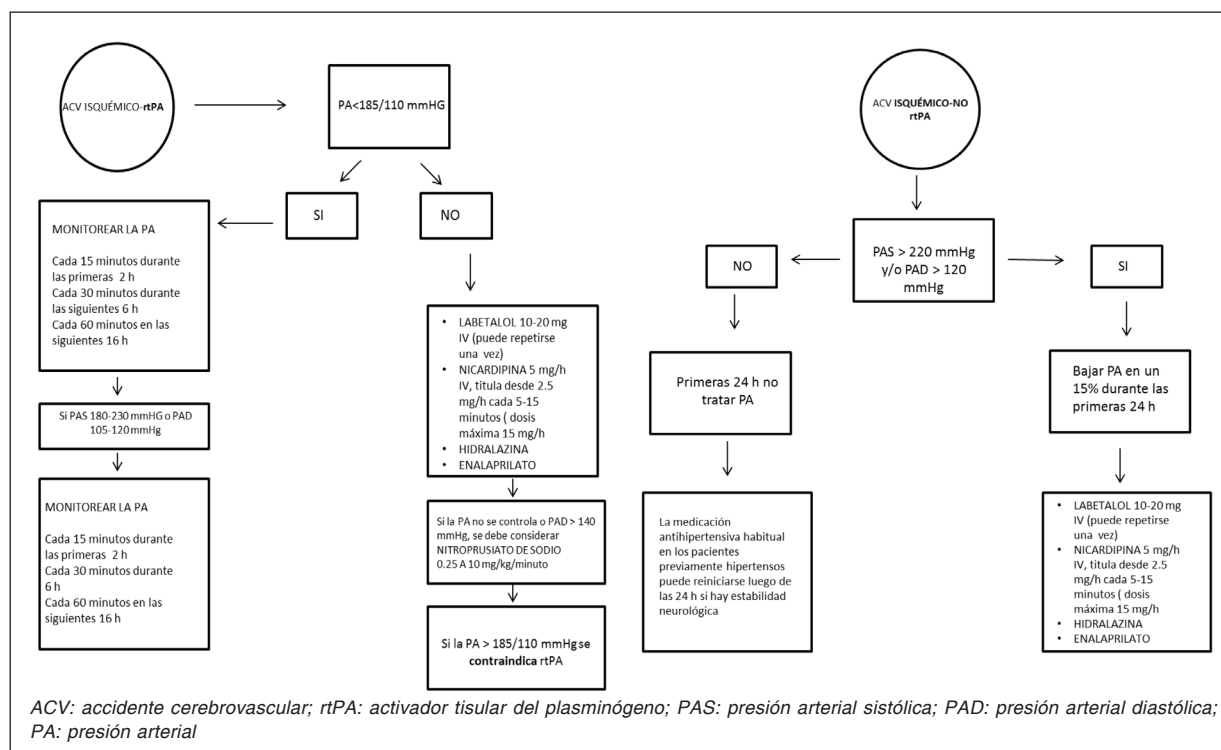 ACV ISQUÉMICO-rtPA
PA<185/110 mmHG
SI
NO
MONITOREAR LA PA
Cada 15 minutos durante
las primeras 2 h
Cada 30 minutos durante
las siguientes 6 h
Cada 60 minutos en las
siguientes 16 h
Si PAS 180-230 mmHG o PAD
105-120 mmHg
MONITOREAR LA PA
Cada 15 minutos durante
las primeras 2 h
Cada 30 minutos durante
6 h
Cada 60 minutos en las
siguientes 16 h
• LABETALOL 10-20 mg
IV (puede repetirse
una vez)
• NICARDIPINA 5 mg/h
IV, titula desde 2.5
mg/h cada 5-15
minutos ( dosis
máxima 15 mg/h
• HIDRALAZINA
• ENALAPRILATO
Si la PA no se controla o PAD > 140
mmHg, se debe considerar
NITROPRUSIATO DE SODIO
0.25 A 10 mg/kg/minuto
Si la PA > 185/110 mmHg se
contraindica rtPA
ACV ISQUÉMICO-NO
rtPA
PAS > 220 mmHg
y/o PAD > 120
mmHg
NO
SI
Primeras 24 h no
tratar PA
La medicación
antihipertensiva habitual
en los pacientes
previamente hipertensos
puede reiniciarse luego de
las 24 h si hay estabilidad
neurológica
Bajar PA en un
15% durante las
primeras 24 h
• LABETALOL 10-20 mg
IV (puede repetirse
una vez)
• NICARDIPINA 5 mg/h
IV, titula desde 2.5
mg/h cada 5-15
minutos ( dosis
máxima 15 mg/h
• HIDRALAZINA
• ENALAPRILATO
ACV: accidente cerebrovascular; rtPA: activador tisular del plasminógeno; PAS: presión arterial sistólica; PAD: presión arterial diastólica;
PA: presión arterial